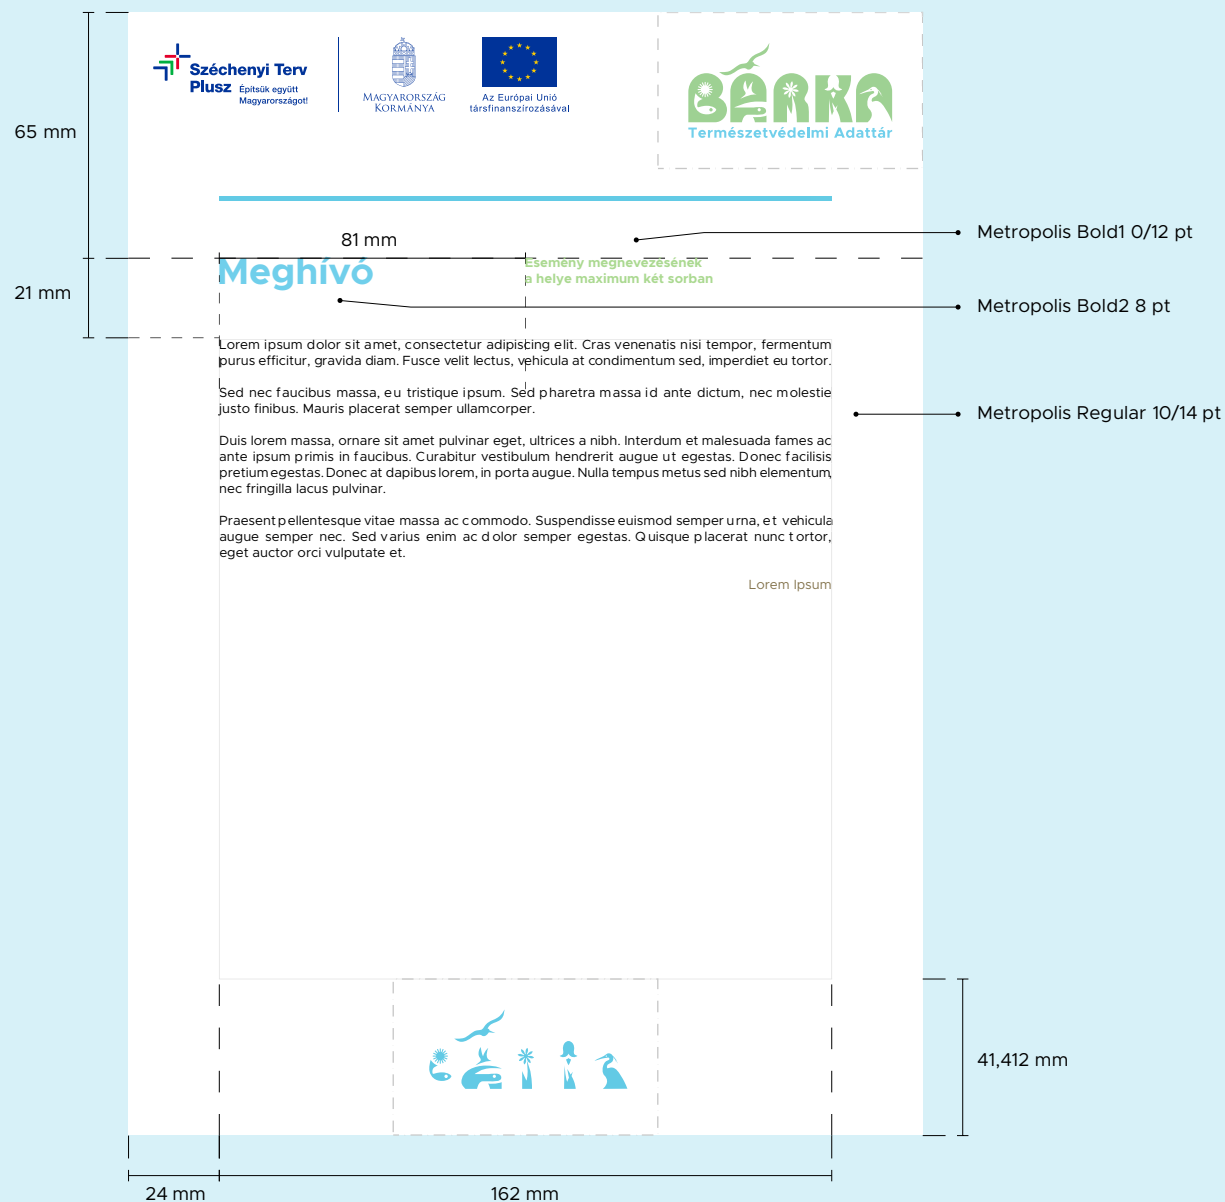 Széchenyi Terv
Plusz Építsük együtt
Magyarországot!
MAGYARORSZÁG
KORMÁNYA
Az Európai Unió
társfinanszírozásával
BÁRKA
Természetvédelmi Adattár
65 mm
81 mm
Metropolis Bold1 0/12 pt
Meghívó
Esemény megnevezésének
a helye maximum két sorban
21 mm
Metropolis Bold2 8 pt
Lorem ipsum dolor sit amet, consectetur adipiscing elit. Cras venenatis nisi tempor, fermentum
purus efficitur, gravida diam. Fusce velit lectus, vehicula at condimentum sed, imperdiet eu tortor.
Sed nec faucibus massa, eu tristique ipsum. Sed pharetra massa id ante dictum, nec molestie
justo finibus. Mauris placerat semper ullamcorper.
Metropolis Regular 10/14 pt
Duis lorem massa, ornare sit amet pulvinar eget, ultrices a nibh. Interdum et malesuada fames ac
ante ipsum primis in faucibus. Curabitur vestibulum hendrerit augue ut egestas. Donec facilisis
pretium egestas. Donec at dapibus lorem, in porta augue. Nulla tempus metus sed nibh elementum,
nec fringilla lacus pulvinar.
Praesent pellentesque vitae massa ac commodo. Suspendisse euismod semper urna, et vehicula
augue semper nec. Sed varius enim ac dolor semper egestas. Quisque placerat nunc tortor,
eget auctor orci vulputate et.
Lorem Ipsum
41,412 mm
24 mm
162 mm